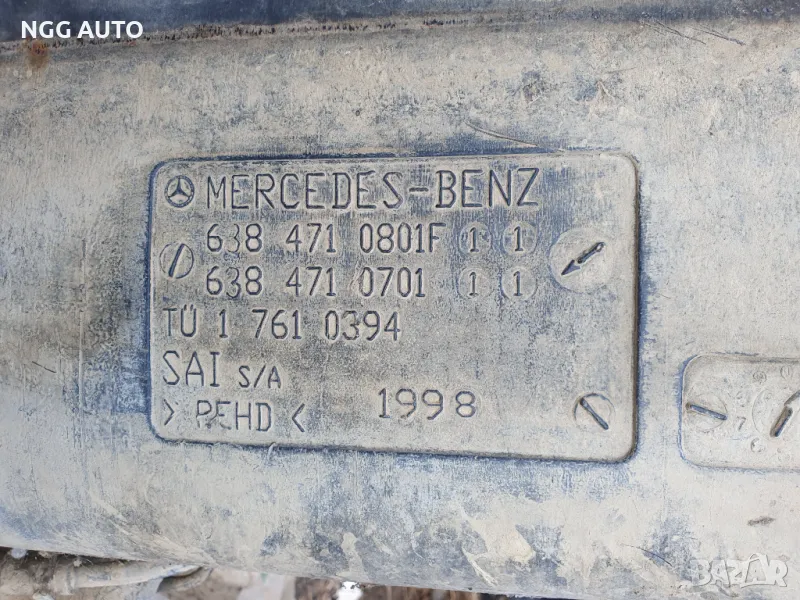 NGG AUTO
MERCEDES-BENZ
638 471 0801F 1 1
638 471 0701 1 1
TÜ 1 761 0394
SAI S/A
> PEHD < 1998
BAZAR